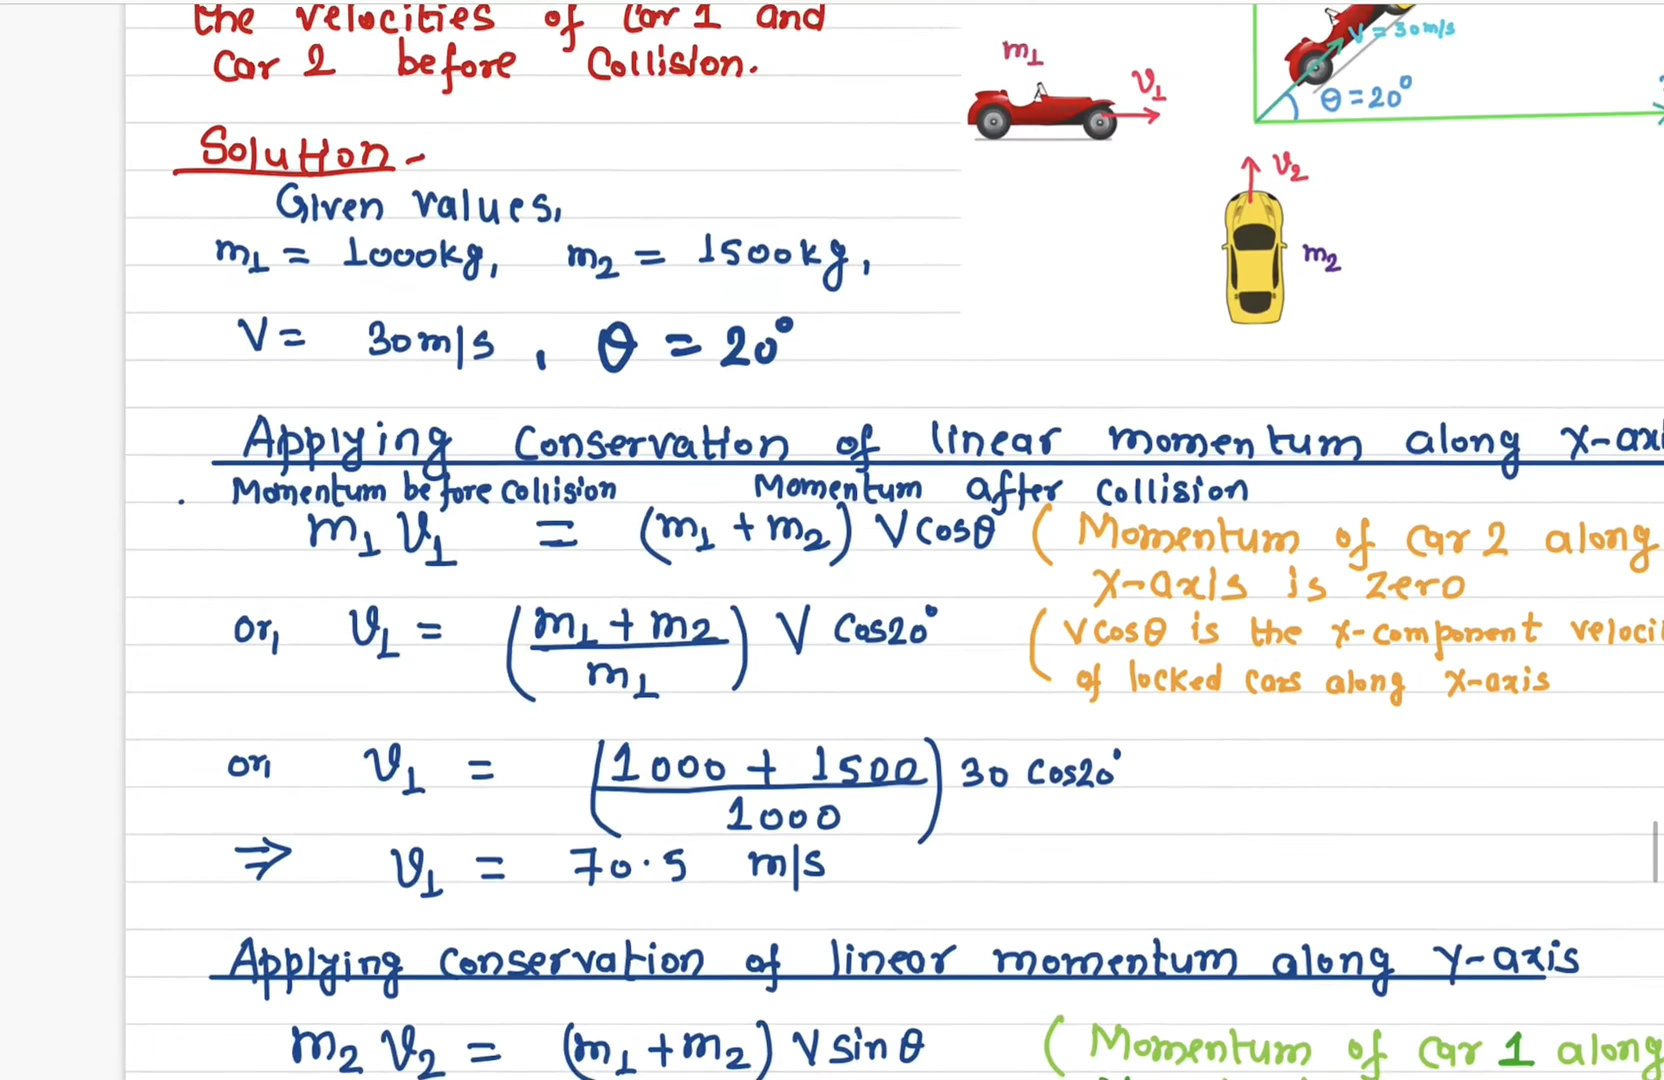 the velocities of Car 1 and
Car 2 before Collision.
m1
v1
V = 30m/s
θ = 20°
v2
m2
Solution -
Given values,
m1 = 1000kg, m2 = 1500kg,
V = 30m/s , θ = 20°
Applying Conservation of linear momentum along X-axi
Momentum before collision Momentum after Collision
m1 v1 = (m1 + m2) V cosθ ( Momentum of Car 2 along
X-axis is zero
or, v1 = (m1 + m2 / m1) V Cos20° ( V cosθ is the x-component veloci
of locked cars along X-axis
or, v1 = (1000 + 1500 / 1000) 30 Cos20°
⇒ v1 = 70.5 m/s
Applying conservation of linear momentum along Y-axis
m2 v2 = (m1 + m2) V sinθ ( Momentum of Car 1 along